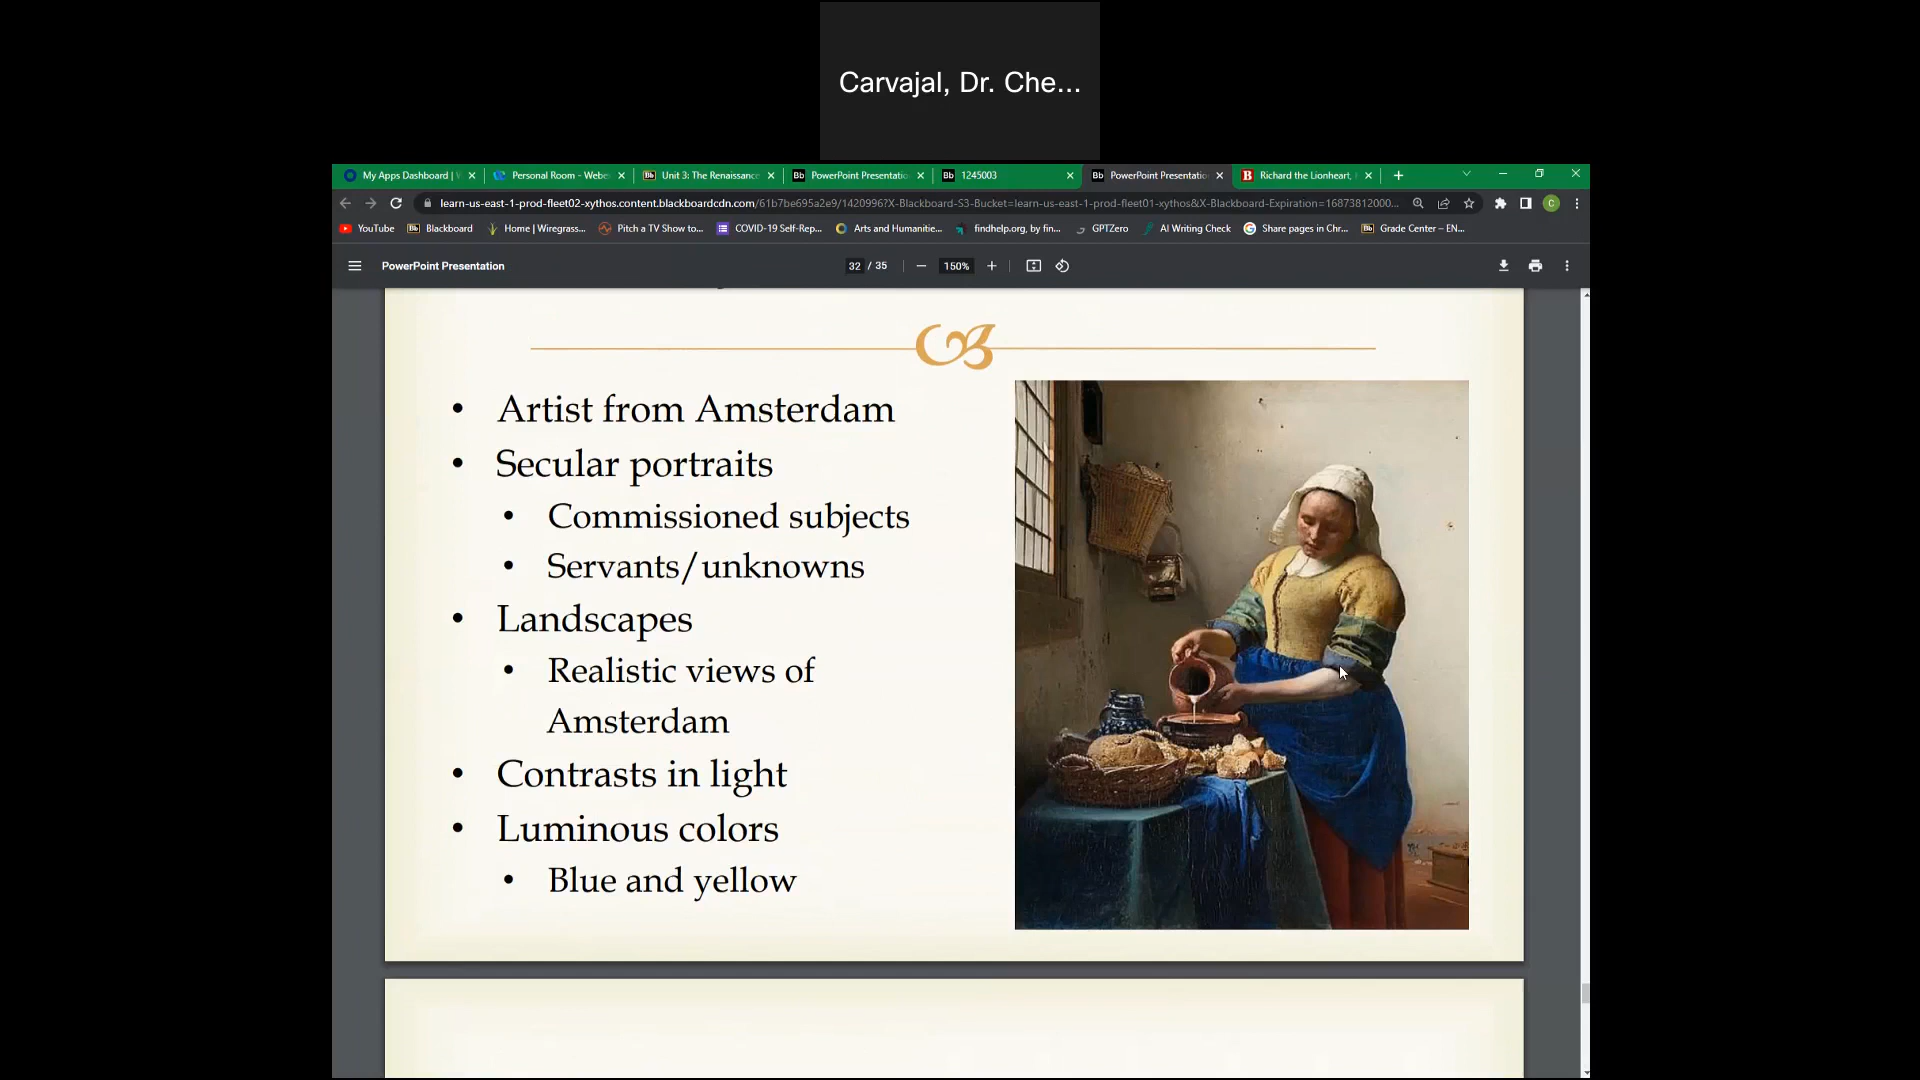 Carvajal, Dr. Che...
My Apps Dashboard | W
Personal Room - Webe
Unit 3: The Renaissance
PowerPoint Presentatio
1245003
PowerPoint Presentatio
Richard the Lionheart,
learn-us-east-1-prod-fleet02-xythos.content.blackboardcdn.com/61b7be695a2e9/1420996?X-Blackboard-S3-Bucket=learn-us-east-1-prod-fleet01-xythos&X-Blackboard-Expiration=16873812000...
YouTube
Blackboard
Home | Wiregrass...
Pitch a TV Show to...
COVID-19 Self-Rep...
Arts and Humanitie...
findhelp.org, by fin...
GPTZero
AI Writing Check
Share pages in Chr...
Grade Center – EN...
PowerPoint Presentation
32 / 35
150%
• Artist from Amsterdam
• Secular portraits
• Commissioned subjects
• Servants/unknowns
• Landscapes
• Realistic views of
Amsterdam
• Contrasts in light
• Luminous colors
• Blue and yellow